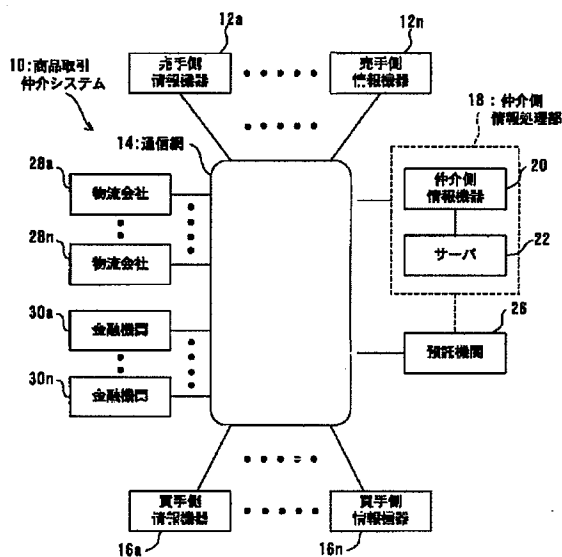 12a
12n
10:商品取引
仲介システム
売手側
情報機器
売手側
情報機器
18:仲介側
情報処理部
14:通信網
28a
物流会社
28n
物流会社
30a
金融機関
30n
金融機関
仲介側
情報機器
20
サーバ
22
26
預託機関
買手側
情報機器
買手側
情報機器
16a
16n